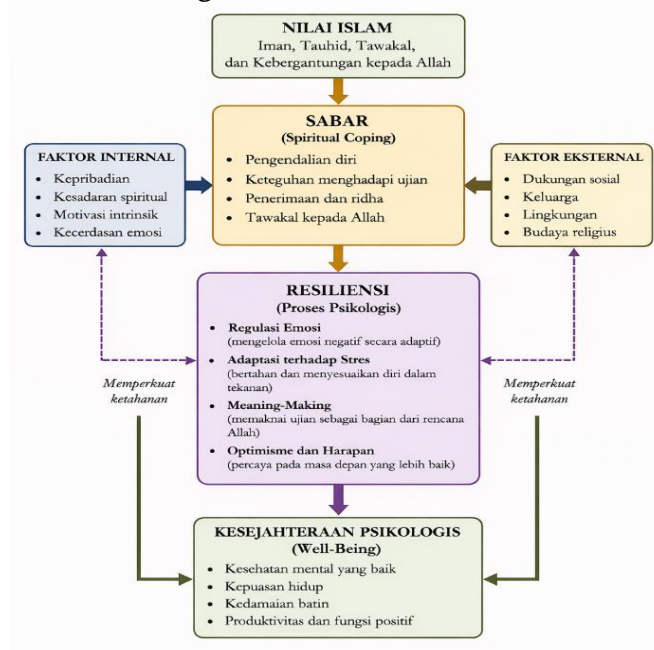 NILAI ISLAM
Iman, Tauhid, Tawakal,
dan Kebergantungan kepada Allah
SABAR
(Spiritual Coping)
• Pengendalian diri
• Keteguhan menghadapi ujian
• Penerimaan dan ridha
• Tawakal kepada Allah
FAKTOR INTERNAL
• Kepribadian
• Kesadaran spiritual
• Motivasi intrinsik
• Kecerdasan emosi
FAKTOR EKSTERNAL
• Dukungan sosial
• Keluarga
• Lingkungan
• Budaya religius
RESILIENSI
(Proses Psikologis)
• Regulasi Emosi
(mengelola emosi negatif secara adaptif)
• Adaptasi terhadap Stres
(bertahan dan menyesuaikan diri dalam
tekanan)
• Meaning-Making
(memaknai ujian sebagai bagian dari rencana
Allah)
• Optimisme dan Harapan
(percaya pada masa depan yang lebih baik)
Memperkuat
ketahanan
Memperkuat
ketahanan
KESEJAHTERAAN PSIKOLOGIS
(Well-Being)
• Kesehatan mental yang baik
• Kepuasan hidup
• Kedamaian batin
• Produktivitas dan fungsi positif